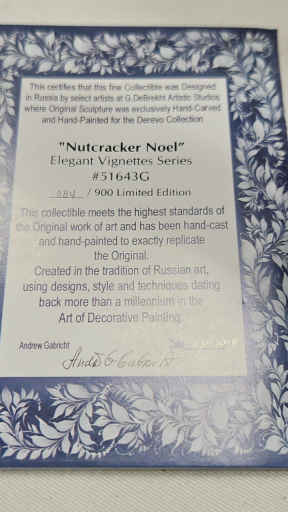 This certifies that this fine Collectible was Designed
in Russia by select artists at G.DeBrekht Artistic Studios
where Original Sculpture was exclusively Hand-Carved
and Hand-Painted for the Derevo Collection
"Nutcracker Noel"
Elegant Vignettes Series
#51643G
/ 900 Limited Edition
This collectible meets the highest standards of
the Original work of art and has been hand-cast
and hand-painted to exactly replicate
the Original.
Created in the tradition of Russian art,
using designs, style and techniques dating
back more than a millennium in the
Art of Decorative Painting.
Andrew Gabricht Date